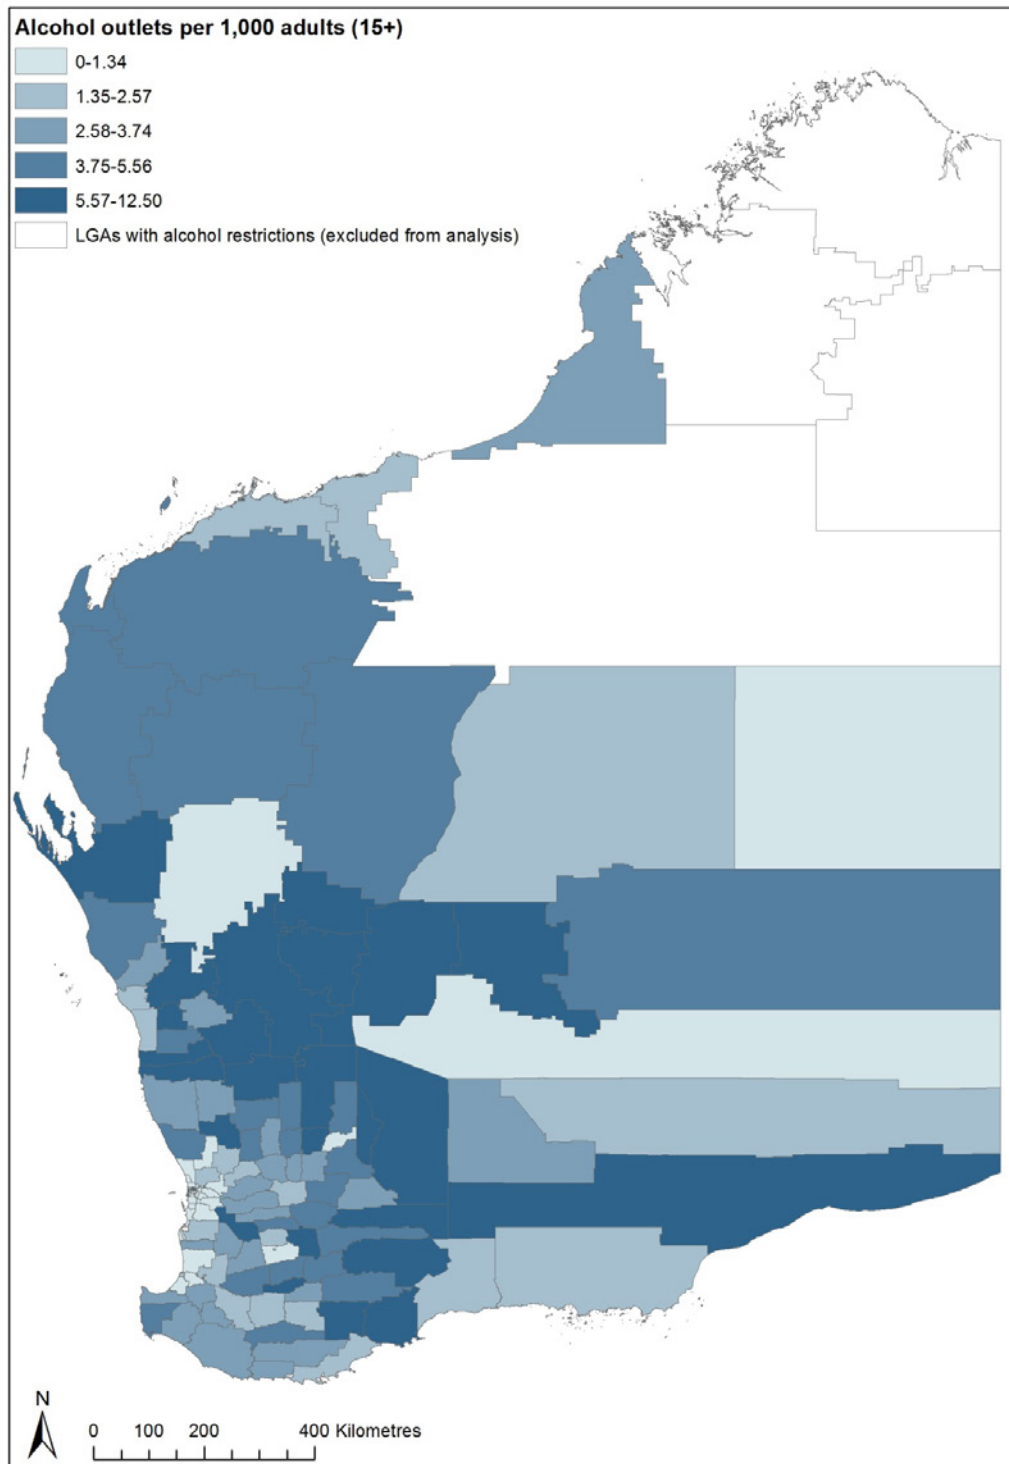 Alcohol outlets per 1,000 adults (15+)
0-1.34
1.35-2.57
2.58-3.74
3.75-5.56
5.57-12.50
LGAs with alcohol restrictions (excluded from analysis)
N
0 100 200 400 Kilometres